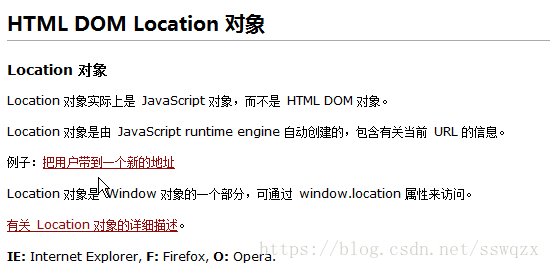 HTML DOM Location 对象
Location 对象
Location 对象实际上是 JavaScript 对象，而不是 HTML DOM 对象。
Location 对象是由 JavaScript runtime engine 自动创建的，包含有关当前 URL 的信息。
例子：把用户带到一个新的地址
Location 对象是 Window 对象的一个部分，可通过 window.location 属性来访问。
有关 Location 对象的详细描述。
IE: Internet Explorer, F: Firefox, O: Opera.
https://blog.csdn.net/sswqzx